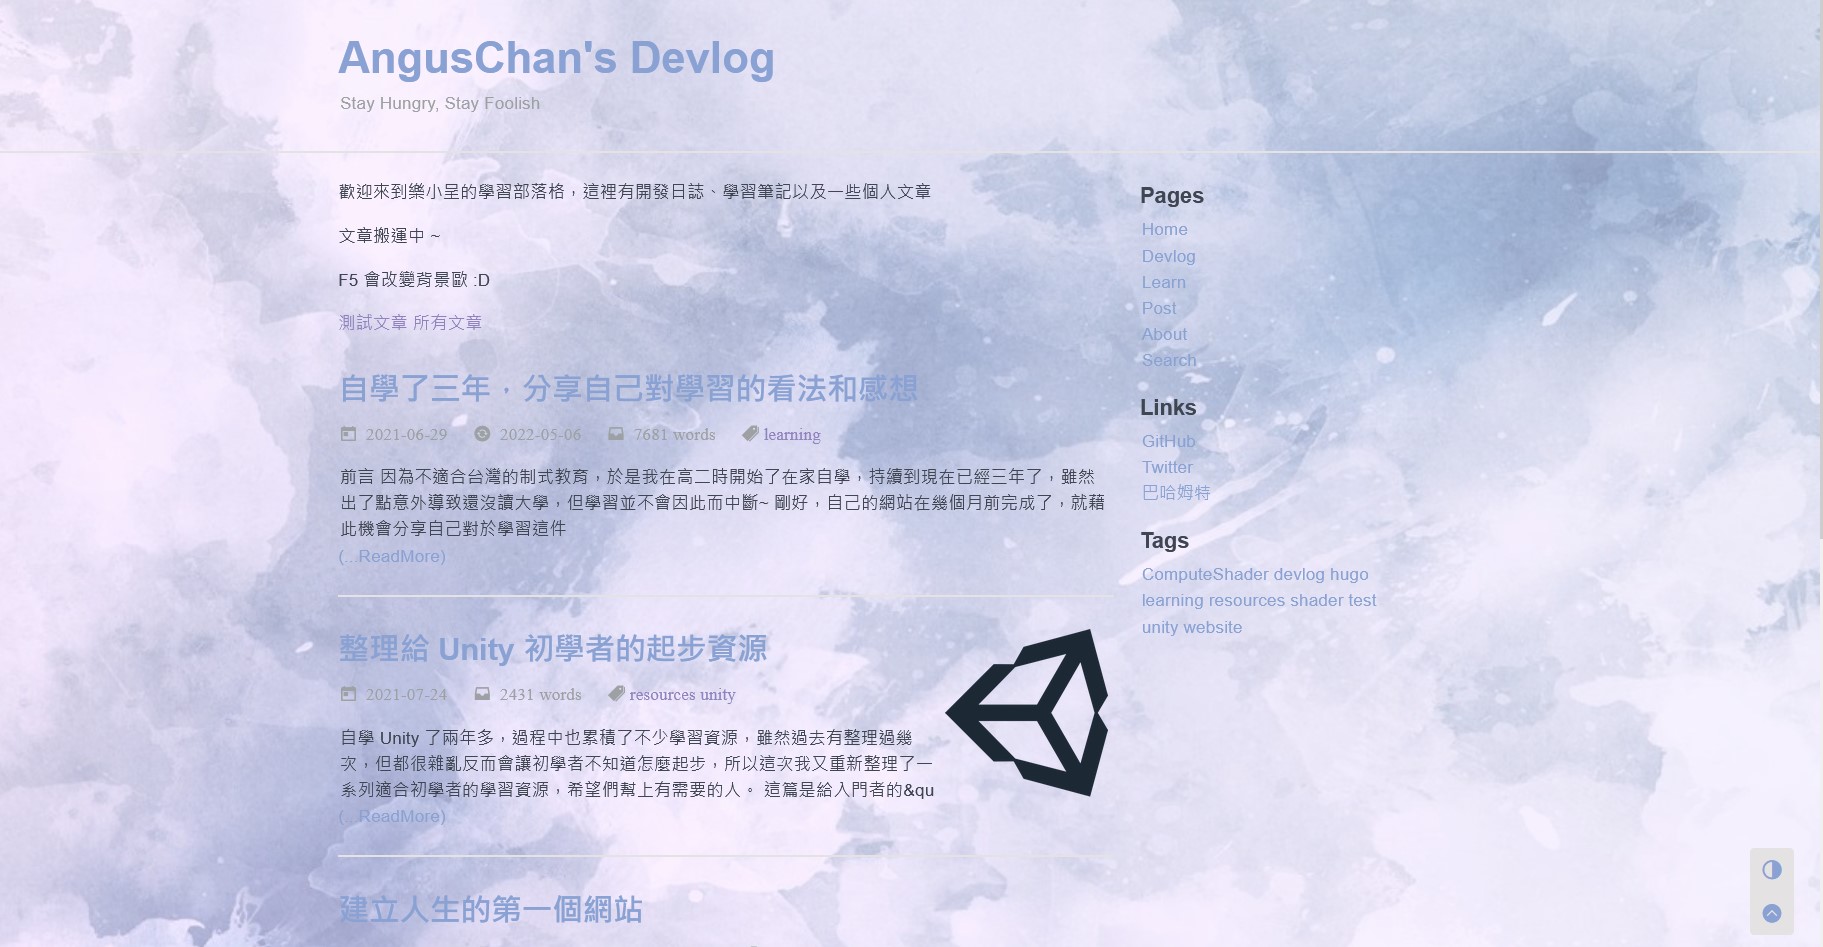 AngusChan's Devlog
Stay Hungry, Stay Foolish
歡迎來到樂小呈的學習部落格，這裡有開發日誌、學習筆記以及一些個人文章
文章搬運中 ~
F5 會改變背景歐 :D
測試文章 所有文章
自學了三年，分享自己對學習的看法和感想
2021-06-29 2022-05-06 7681 words learning
前言 因為不適合台灣的制式教育，於是我在高二時開始了在家自學，持續到現在已經三年了，雖然
出了點意外導致還沒讀大學，但學習並不會因此而中斷~ 剛好，自己的網站在幾個月前完成了，就藉
此機會分享自己對於學習這件
(...ReadMore)
整理給 Unity 初學者的起步資源
2021-07-24 2431 words resources unity
自學 Unity 了兩年多，過程中也累積了不少學習資源，雖然過去有整理過幾
次，但都很雜亂反而會讓初學者不知道怎麼起步，所以這次我又重新整理了一
系列適合初學者的學習資源，希望們幫上有需要的人。 這篇是給入門者的&qu
(...ReadMore)
建立人生的第一個網站
Pages
Home
Devlog
Learn
Post
About
Search
Links
GitHub
Twitter
巴哈姆特
Tags
ComputeShader devlog hugo
learning resources shader test
unity website